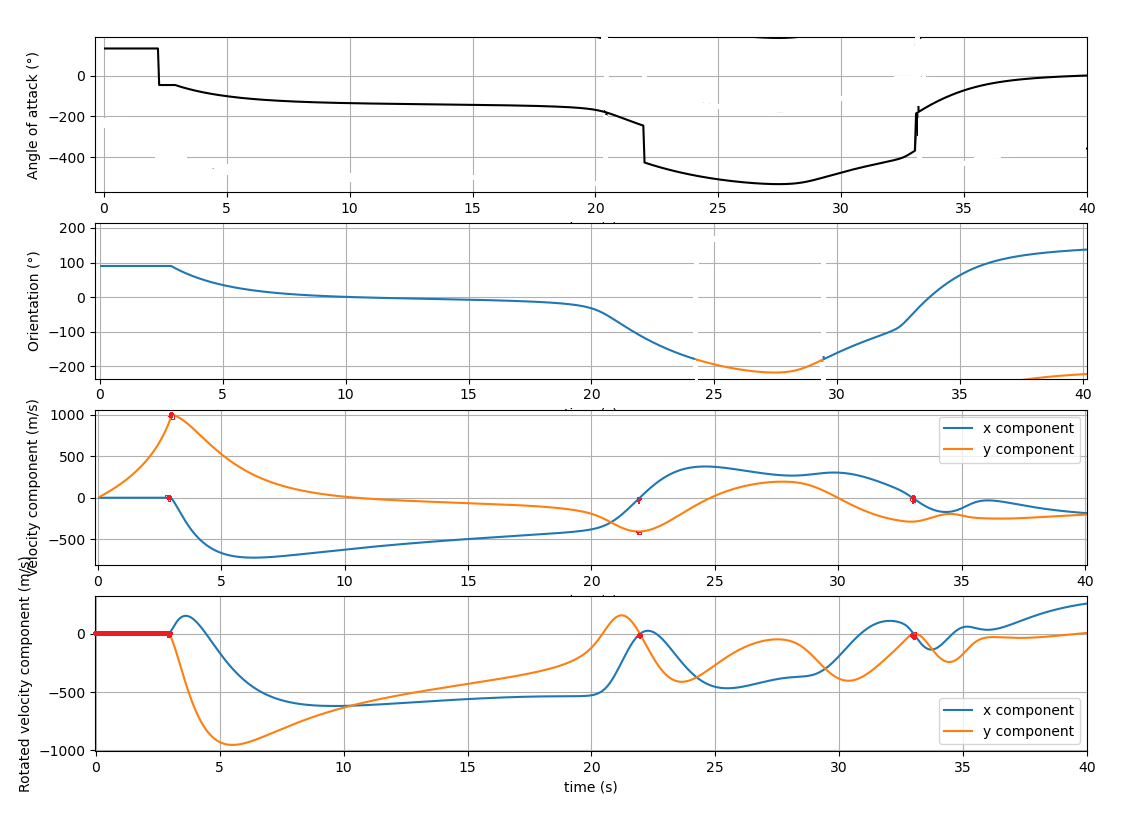 Angle of attack (°)
0
−200
−400
0 5 10 15 20 25 30 35 40
Orientation (°)
200
100
0
−100
−200
0 5 10 15 20 25 30 35 40
Velocity component (m/s)
1000
500
0
−500
x component
y component
0 5 10 15 20 25 30 35 40
Rotated velocity component (m/s)
0
−500
−1000
x component
y component
0 5 10 15 20 25 30 35 40
time (s)